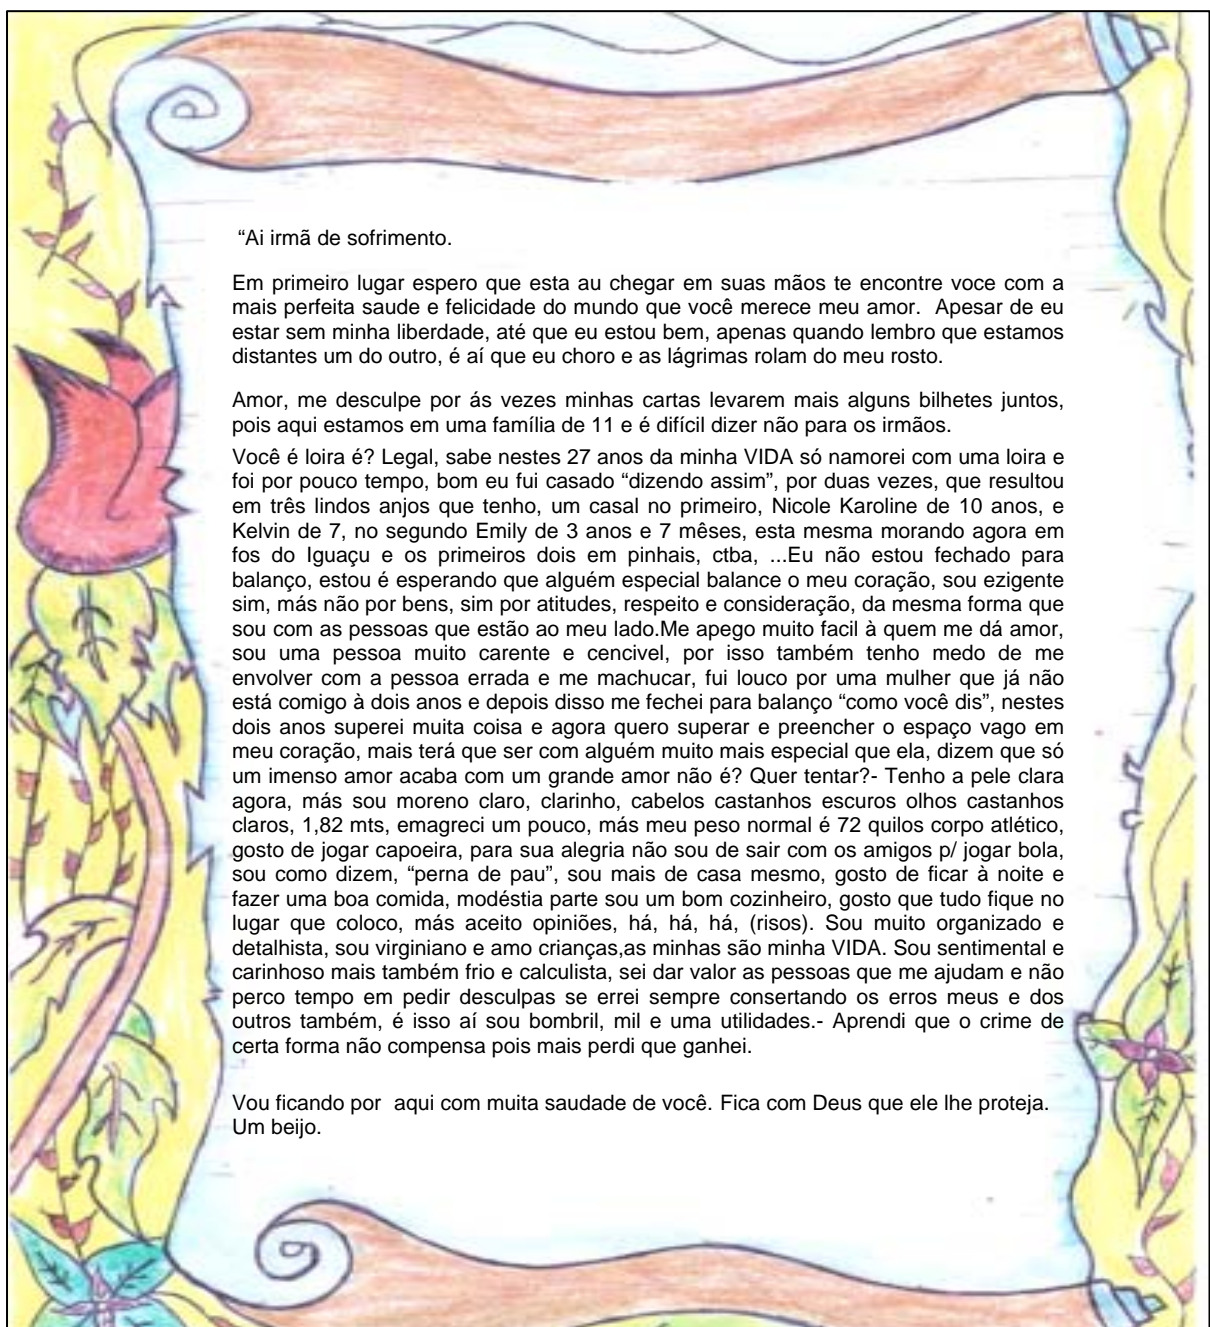 “Ai irmã de sofrimento.
Em primeiro lugar espero que esta au chegar em suas mãos te encontre voce com a
mais perfeita saude e felicidade do mundo que você merece meu amor. Apesar de eu
estar sem minha liberdade, até que eu estou bem, apenas quando lembro que estamos
distantes um do outro, é aí que eu choro e as lágrimas rolam do meu rosto.
Amor, me desculpe por ás vezes minhas cartas levarem mais alguns bilhetes juntos,
pois aqui estamos em uma família de 11 e é difícil dizer não para os irmãos.
Você é loira é? Legal, sabe nestes 27 anos da minha VIDA só namorei com uma loira e
foi por pouco tempo, bom eu fui casado “dizendo assim”, por duas vezes, que resultou
em três lindos anjos que tenho, um casal no primeiro, Nicole Karoline de 10 anos, e
Kelvin de 7, no segundo Emily de 3 anos e 7 mêses, esta mesma morando agora em
fos do Iguaçu e os primeiros dois em pinhais, ctba, ...Eu não estou fechado para
balanço, estou é esperando que alguém especial balance o meu coração, sou ezigente
sim, más não por bens, sim por atitudes, respeito e consideração, da mesma forma que
sou com as pessoas que estão ao meu lado.Me apego muito facil à quem me dá amor,
sou uma pessoa muito carente e cencivel, por isso também tenho medo de me
envolver com a pessoa errada e me machucar, fui louco por uma mulher que já não
está comigo à dois anos e depois disso me fechei para balanço “como você dis”, nestes
dois anos superei muita coisa e agora quero superar e preencher o espaço vago em
meu coração, mais terá que ser com alguém muito mais especial que ela, dizem que só
um imenso amor acaba com um grande amor não é? Quer tentar?- Tenho a pele clara
agora, más sou moreno claro, clarinho, cabelos castanhos escuros olhos castanhos
claros, 1,82 mts, emagreci um pouco, más meu peso normal é 72 quilos corpo atlético,
gosto de jogar capoeira, para sua alegria não sou de sair com os amigos p/ jogar bola,
sou como dizem, “perna de pau”, sou mais de casa mesmo, gosto de ficar à noite e
fazer uma boa comida, modéstia parte sou um bom cozinheiro, gosto que tudo fique no
lugar que coloco, más aceito opiniões, há, há, há, (risos). Sou muito organizado e
detalhista, sou virginiano e amo crianças,as minhas são minha VIDA. Sou sentimental e
carinhoso mais também frio e calculista, sei dar valor as pessoas que me ajudam e não
perco tempo em pedir desculpas se errei sempre consertando os erros meus e dos
outros também, é isso aí sou bombril, mil e uma utilidades.- Aprendi que o crime de
certa forma não compensa pois mais perdi que ganhei.
Vou ficando por aqui com muita saudade de você. Fica com Deus que ele lhe proteja.
Um beijo.